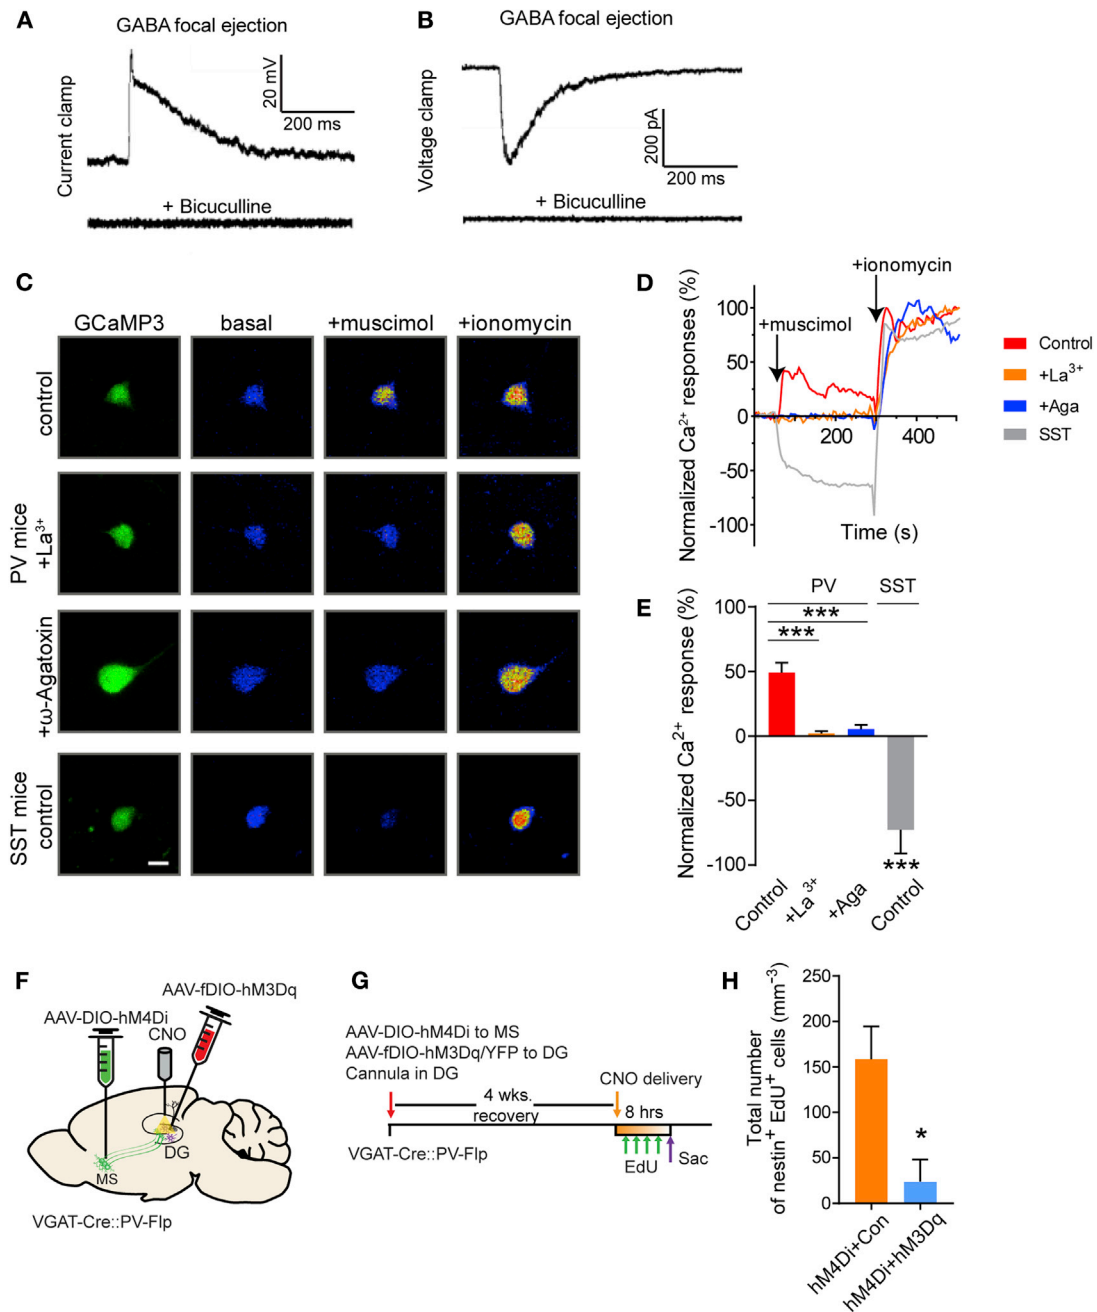 A
GABA focal ejection
Current clamp
20 mV
200 ms
+ Bicuculline
B
GABA focal ejection
Voltage clamp
200 pA
200 ms
+ Bicuculline
C
GCaMP3
basal
+muscimol
+ionomycin
control
PV mice
+La³⁺
+ω-Agatoxin
SST mice
control
D
+ionomycin
+muscimol
Normalized Ca²⁺ responses (%)
100
50
0
-50
-100
200
400
Time (s)
Control
+La³⁺
+Aga
SST
E
PV
SST
***
***
***
Normalized Ca²⁺ response (%)
100
50
0
-50
-100
Control
+La³⁺
+Aga
Control
F
AAV-fDIO-hM3Dq
AAV-DIO-hM4Di
CNO
DG
MS
VGAT-Cre::PV-Flp
G
AAV-DIO-hM4Di to MS
AAV-fDIO-hM3Dq/YFP to DG
Cannula in DG
CNO delivery
4 wks.
recovery
8 hrs
VGAT-Cre::PV-Flp
EdU
Sac
H
Total number
of nestin⁺ EdU⁺ cells (mm⁻³)
250
200
150
100
50
0
*
hM4Di+Con
hM4Di+hM3Dq